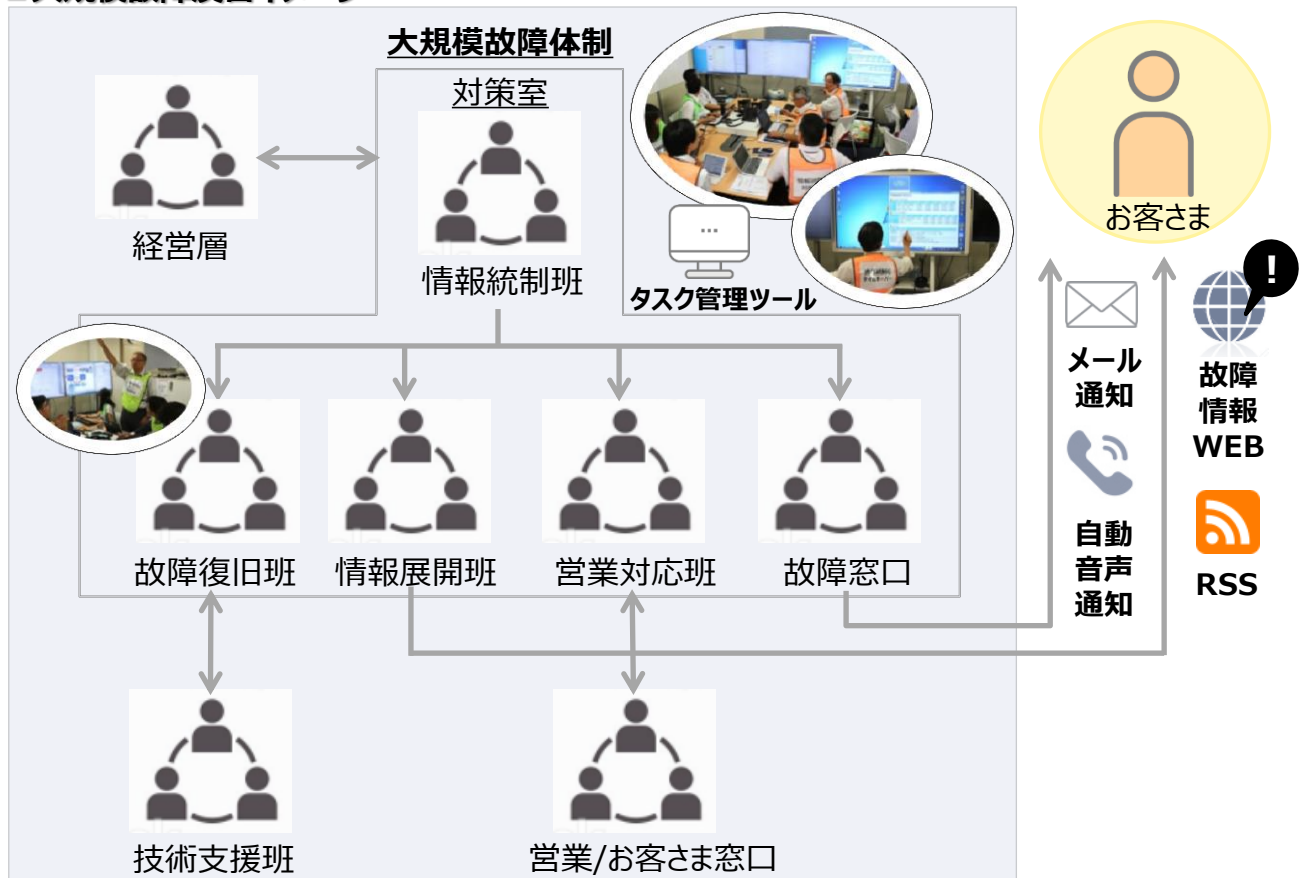 大規模故障体制
対策室
経営層
情報統制班
...
タスク管理ツール
故障復旧班
情報展開班
営業対応班
故障窓口
技術支援班
営業/お客さま窓口
お客さま
!
メール
通知
自動
音声
通知
故障
情報
WEB
RSS